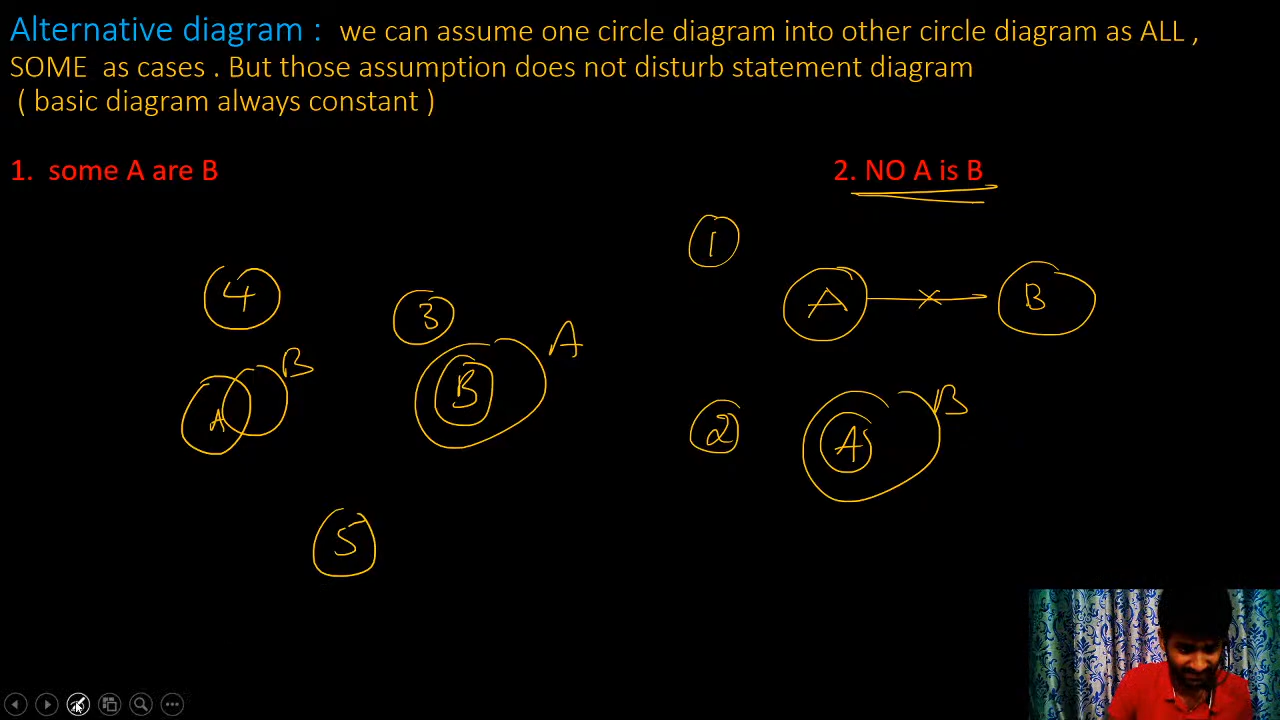 Alternative diagram : we can assume one circle diagram into other circle diagram as ALL ,
SOME as cases . But those assumption does not disturb statement diagram
( basic diagram always constant )
1. some A are B
2. NO A is B
1
A
B
4
3
A
B
B
A
2
A
B
5